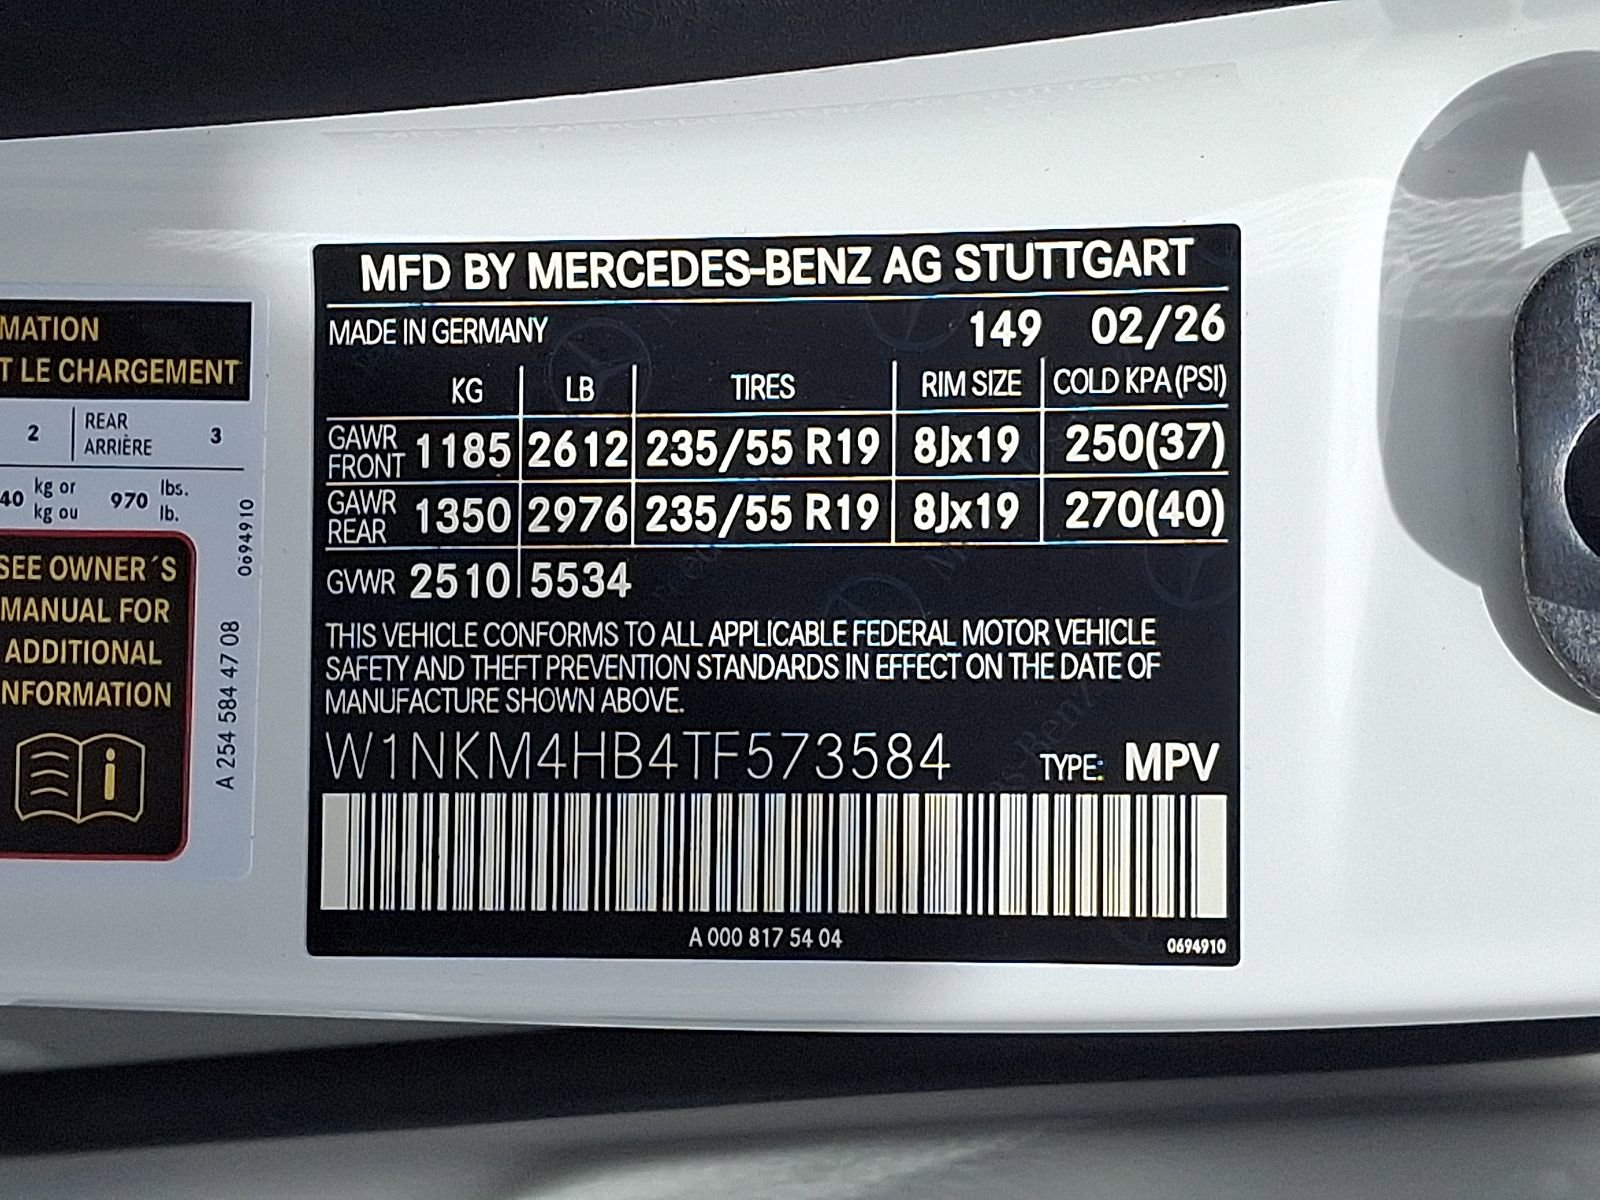 MATION
T LE CHARGEMENT
2 REAR ARRIÈRE 3
40 kg or kg ou 970 lbs. lb.
SEE OWNER´S
MANUAL FOR
ADDITIONAL
NFORMATION
0694910
A 254 584 47 08
MFD BY MERCEDES-BENZ AG STUTTGART
MADE IN GERMANY 149 02/26
KG LB TIRES RIM SIZE COLD KPA(PSI)
GAWR FRONT 1185 2612 235/55 R19 8Jx19 250(37)
GAWR REAR 1350 2976 235/55 R19 8Jx19 270(40)
GVWR 2510 5534
THIS VEHICLE CONFORMS TO ALL APPLICABLE FEDERAL MOTOR VEHICLE
SAFETY AND THEFT PREVENTION STANDARDS IN EFFECT ON THE DATE OF
MANUFACTURE SHOWN ABOVE.
W1NKM4HB4TF573584 TYPE: MPV
A 000 817 54 04
0694910